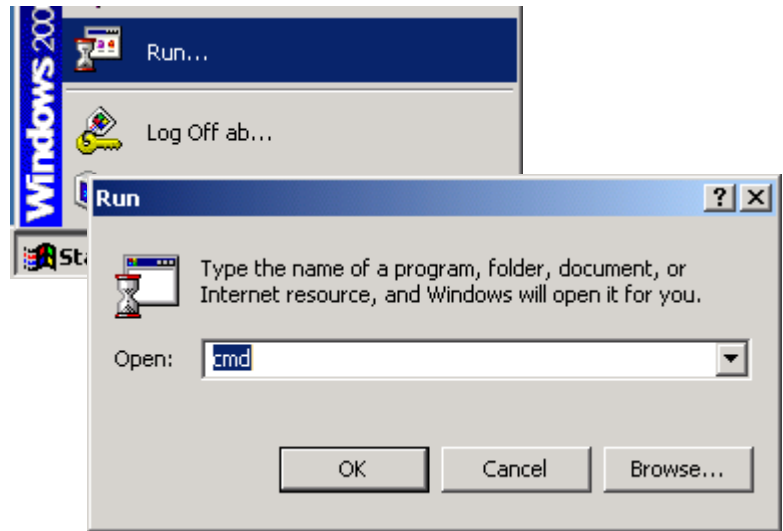 Windows 200
Run...
Log Off ab...
Sta
Run
Type the name of a program, folder, document, or
Internet resource, and Windows will open it for you.
Open:
cmd
OK
Cancel
Browse...